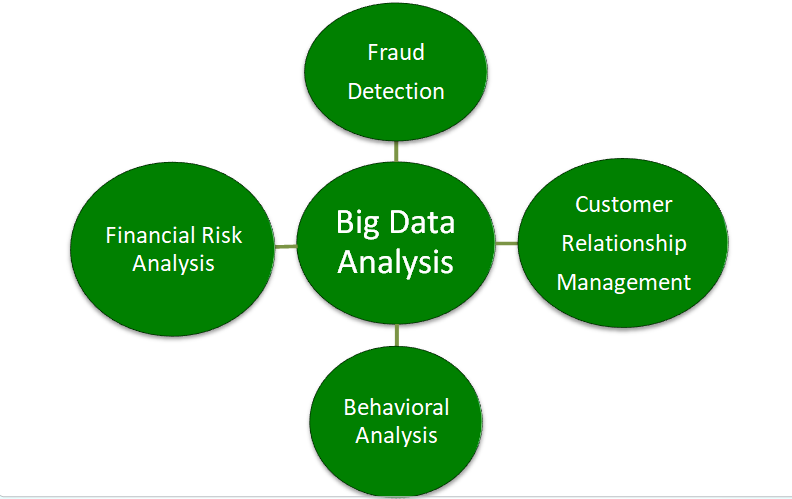 Fraud
Detection
Financial Risk
Analysis
Big Data
Analysis
Customer
Relationship
Management
Behavioral
Analysis